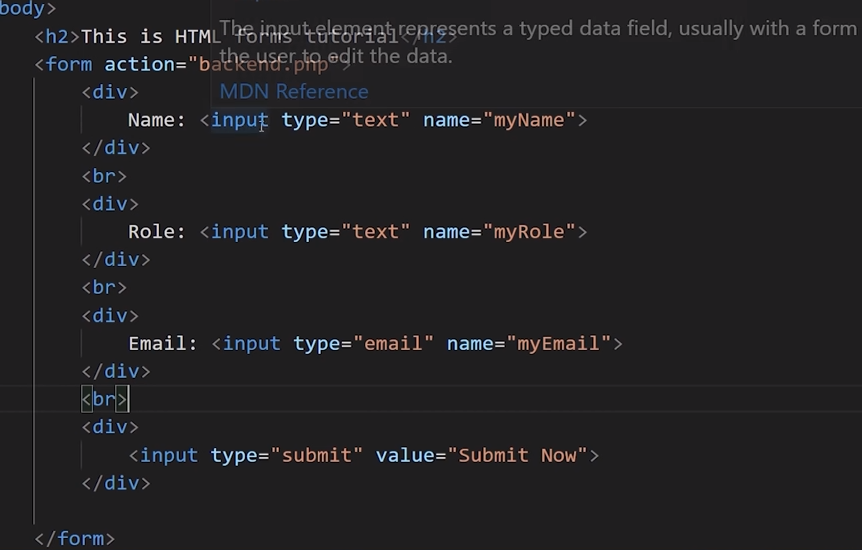 body>
The input element represents a typed data field, usually with a form
<h2>This is HTML forms tutorial</h2>
the user to edit the data.
<form action="backend.php">
MDN Reference
<div>
Name: <input type="text" name="myName">
</div>
<br>
<div>
Role: <input type="text" name="myRole">
</div>
<br>
<div>
Email: <input type="email" name="myEmail">
</div>
<br>
<div>
<input type="submit" value="Submit Now">
</div>
</form>